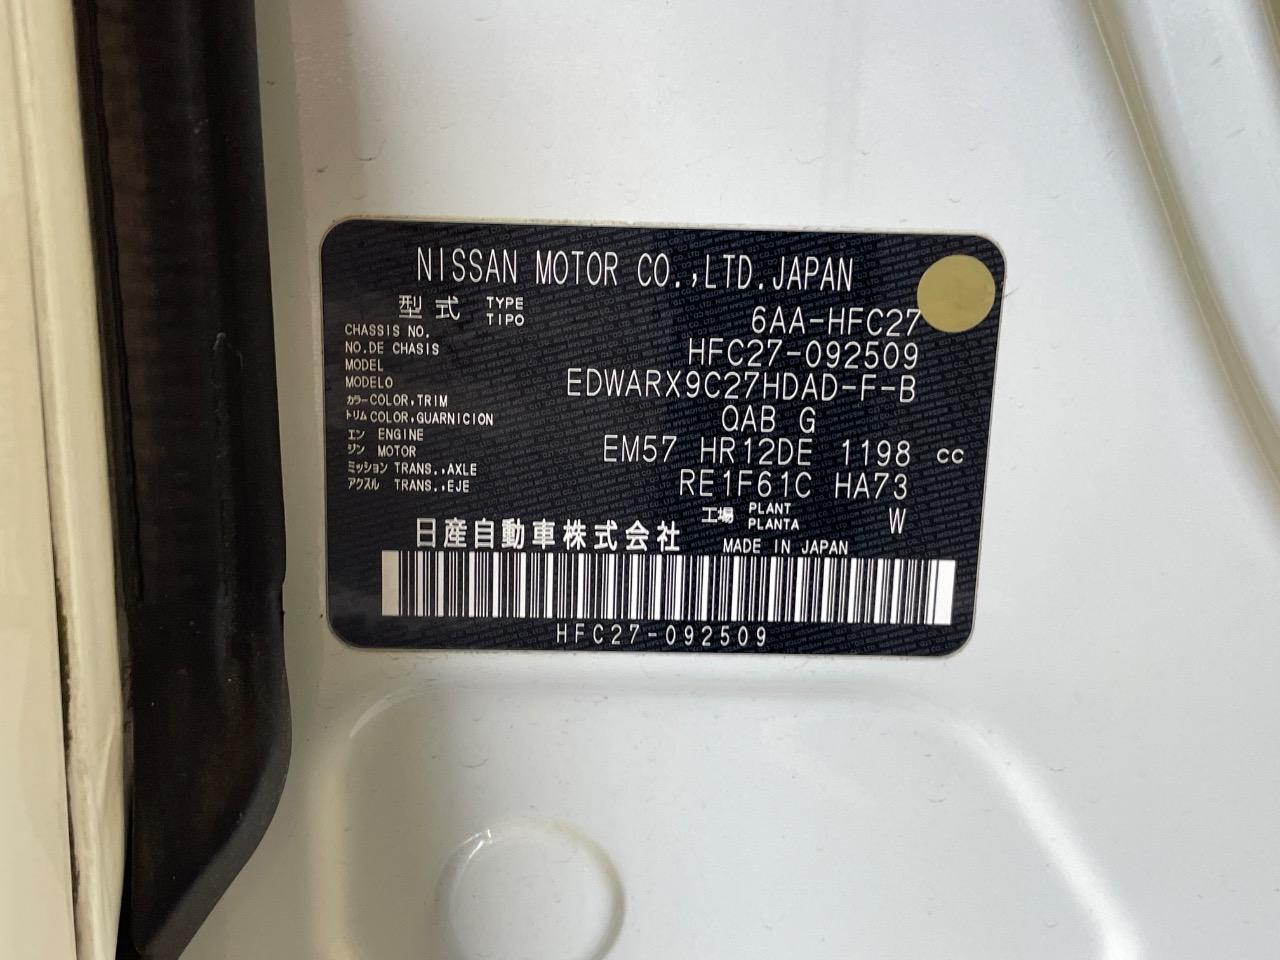 NISSAN MOTOR CO.,LTD.JAPAN
型式 TYPE TIPO 6AA-HFC27
CHASSIS NO.
NO.DE CHASIS HFC27-092509
MODEL
MODELO EDWARX9C27HDAD-F-B
カラー COLOR,TRIM
トリム COLOR,GUARNICION QAB G
エン ENGINE
ジン MOTOR EM57 HR12DE 1198 cc
ミッション TRANS.,AXLE
アクスル TRANS.,EJE RE1F61C HA73
工場 PLANT PLANTA W
日産自動車株式会社 MADE IN JAPAN
HFC27-092509